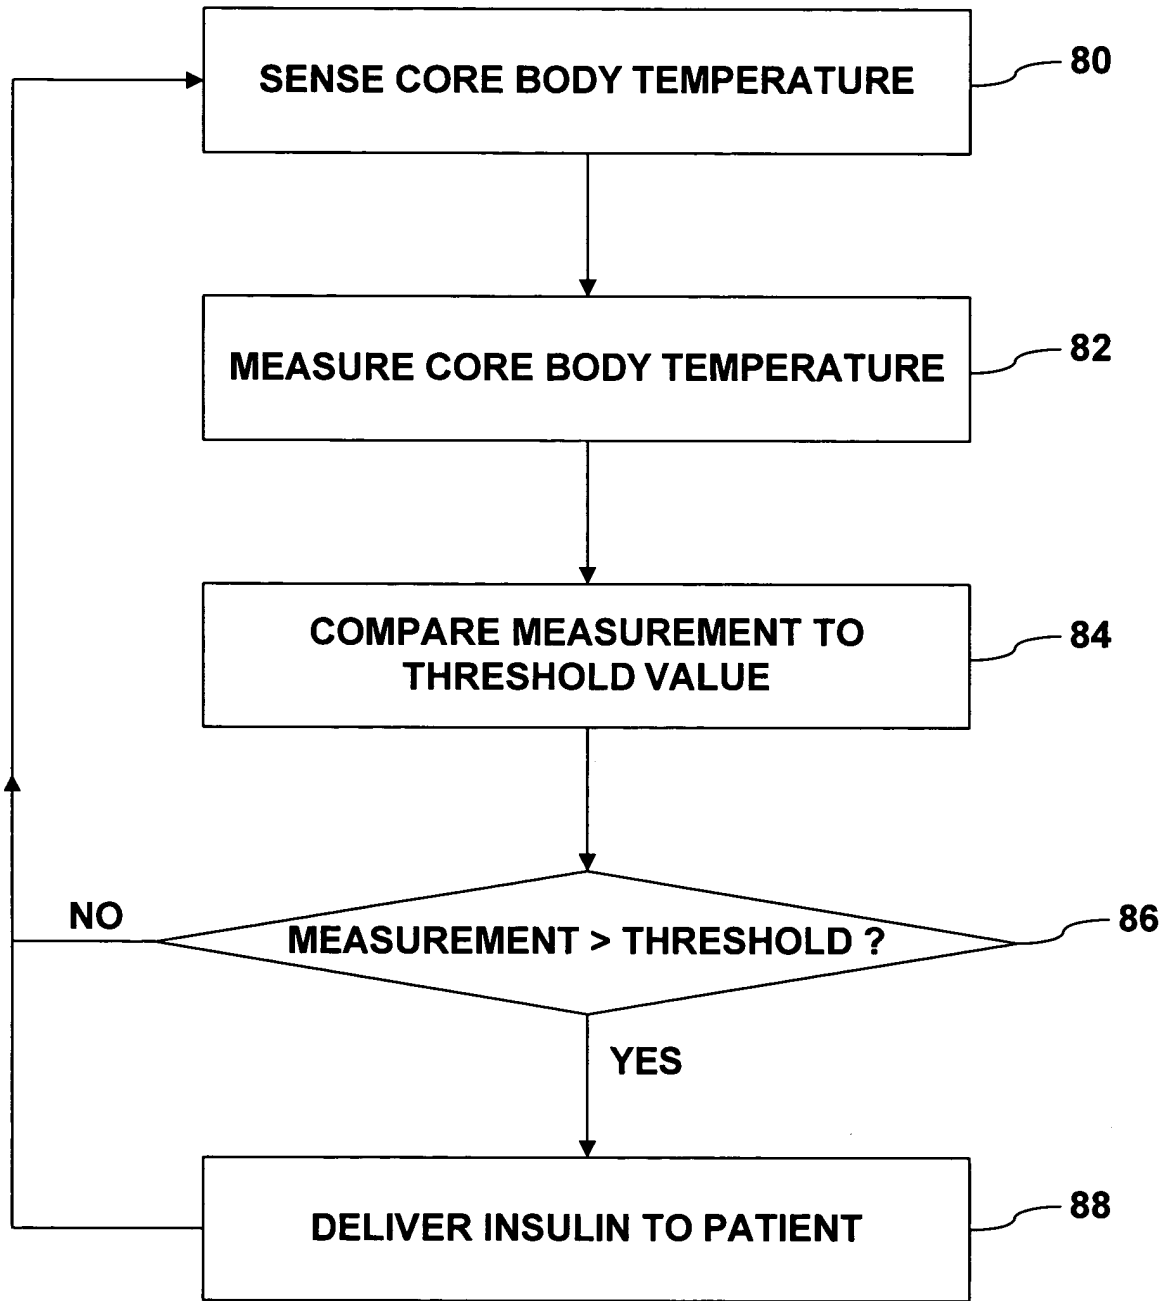 SENSE CORE BODY TEMPERATURE
80
MEASURE CORE BODY TEMPERATURE
82
COMPARE MEASUREMENT TO
THRESHOLD VALUE
84
NO
MEASUREMENT > THRESHOLD ?
86
YES
DELIVER INSULIN TO PATIENT
88